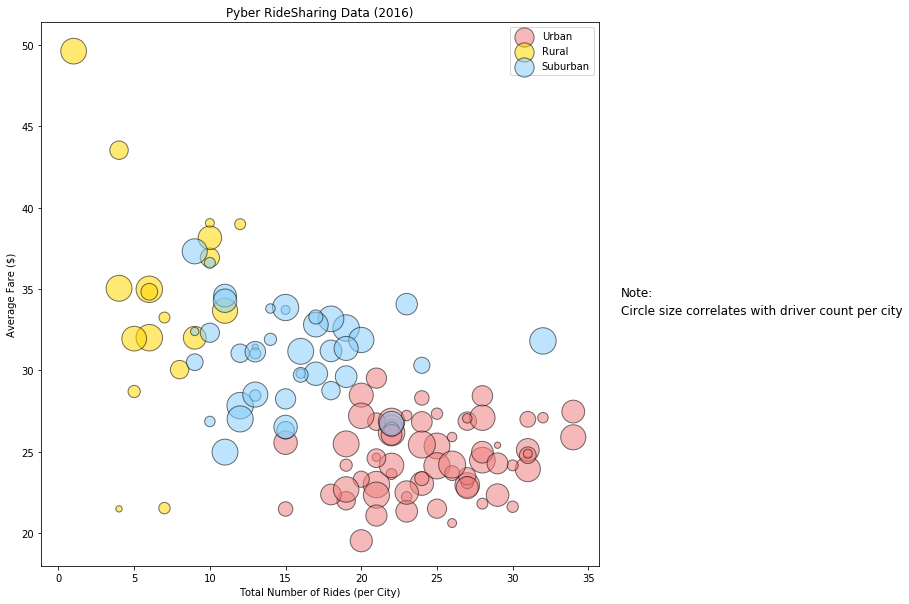 Pyber RideSharing Data (2016)
Urban
Rural
Suburban
50
45
40
35
30
25
20
Average Fare ($)
Note:
Circle size correlates with driver count per city
0
5
10
15
20
25
30
35
Total Number of Rides (per City)